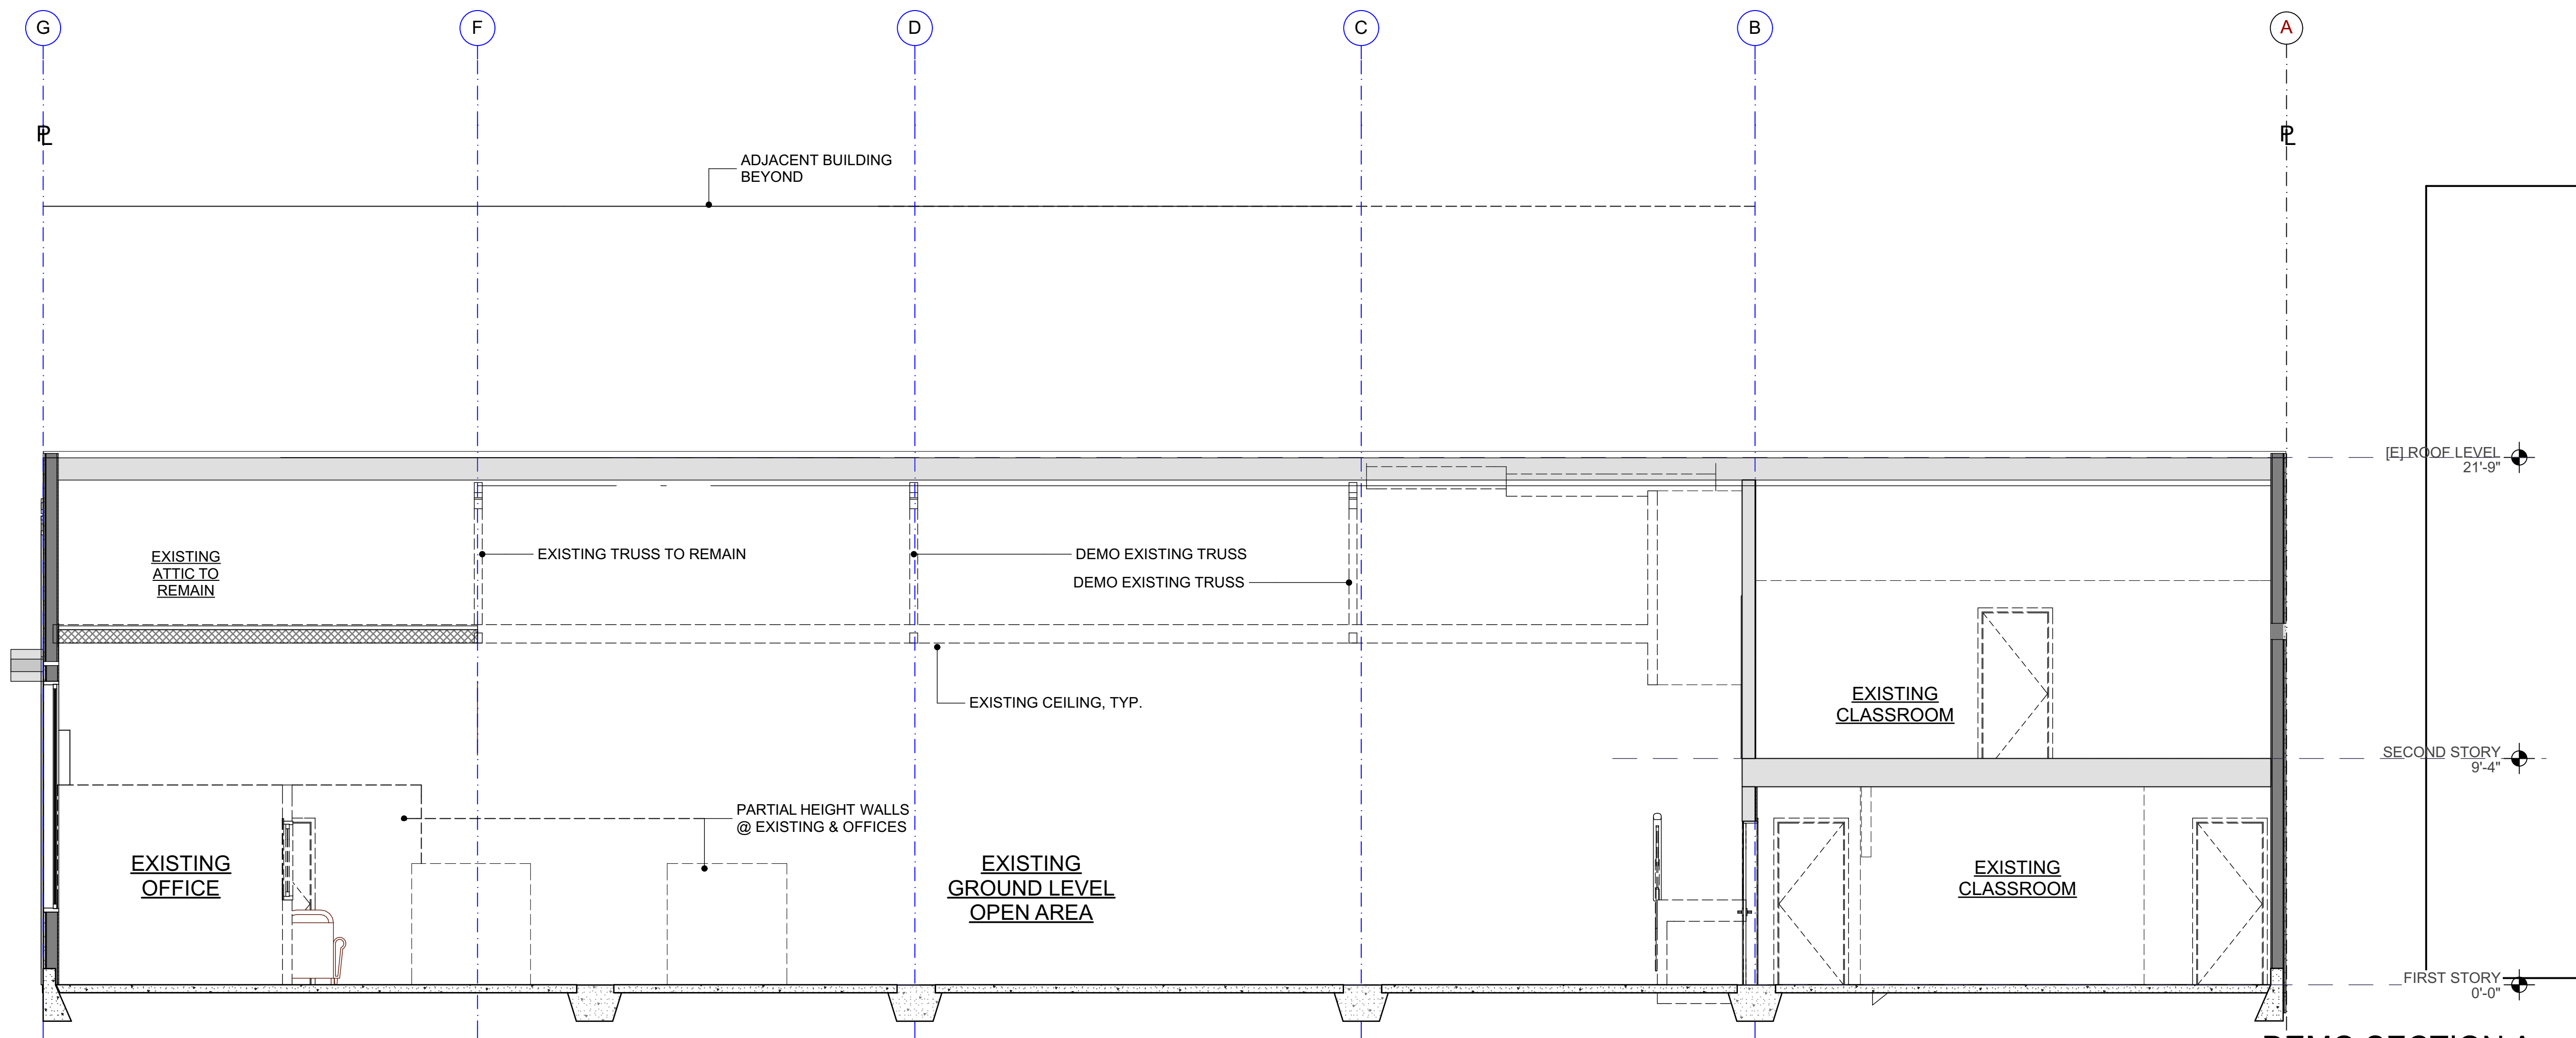 G
F
D
C
B
A
PL
PL
ADJACENT BUILDING
BEYOND
[E] ROOF LEVEL
21'-9"
EXISTING
ATTIC TO
REMAIN
EXISTING TRUSS TO REMAIN
DEMO EXISTING TRUSS
DEMO EXISTING TRUSS
EXISTING CEILING, TYP.
EXISTING
CLASSROOM
SECOND STORY
9'-4"
PARTIAL HEIGHT WALLS
@ EXISTING & OFFICES
EXISTING
OFFICE
EXISTING
GROUND LEVEL
OPEN AREA
EXISTING
CLASSROOM
FIRST STORY
0'-0"
DEMO SECTION A